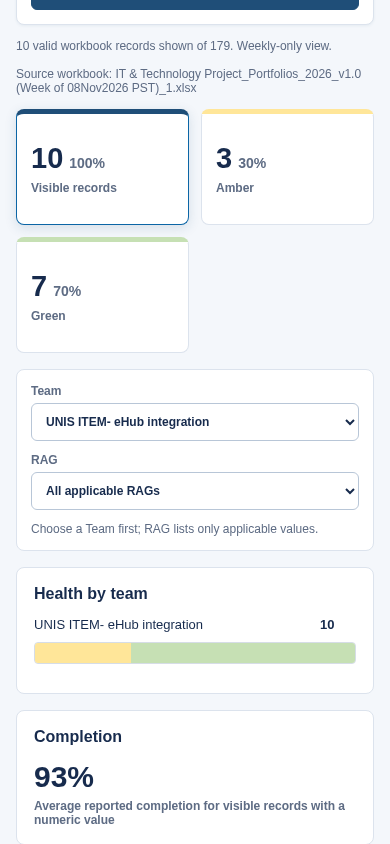 10 valid workbook records shown of 179. Weekly-only view.
Source workbook: IT & Technology Project_Portfolios_2026_v1.0
(Week of 08Nov2026 PST)_1.xlsx
10 100%
Visible records
3 30%
Amber
7 70%
Green
Team
UNIS ITEM- eHub integration
RAG
All applicable RAGs
Choose a Team first; RAG lists only applicable values.
Health by team
UNIS ITEM- eHub integration 10
Completion
93%
Average reported completion for visible records with a
numeric value